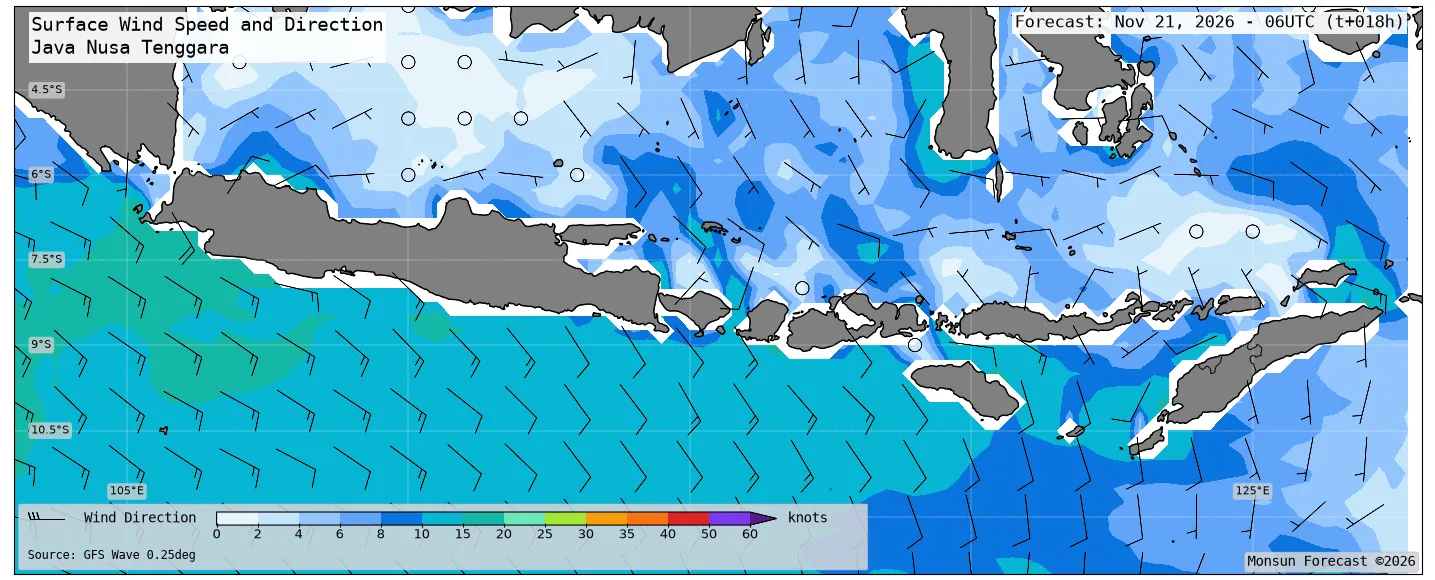 Surface Wind Speed and Direction
Java Nusa Tenggara
Forecast: Nov 21, 2026 - 06UTC (t+018h)
4.5°S
6°S
7.5°S
9°S
10.5°S
105°E
125°E
Wind Direction
0 2 4 6 8 10 15 20 25 30 35 40 50 60
knots
Source: GFS Wave 0.25deg
Monsun Forecast ©2026